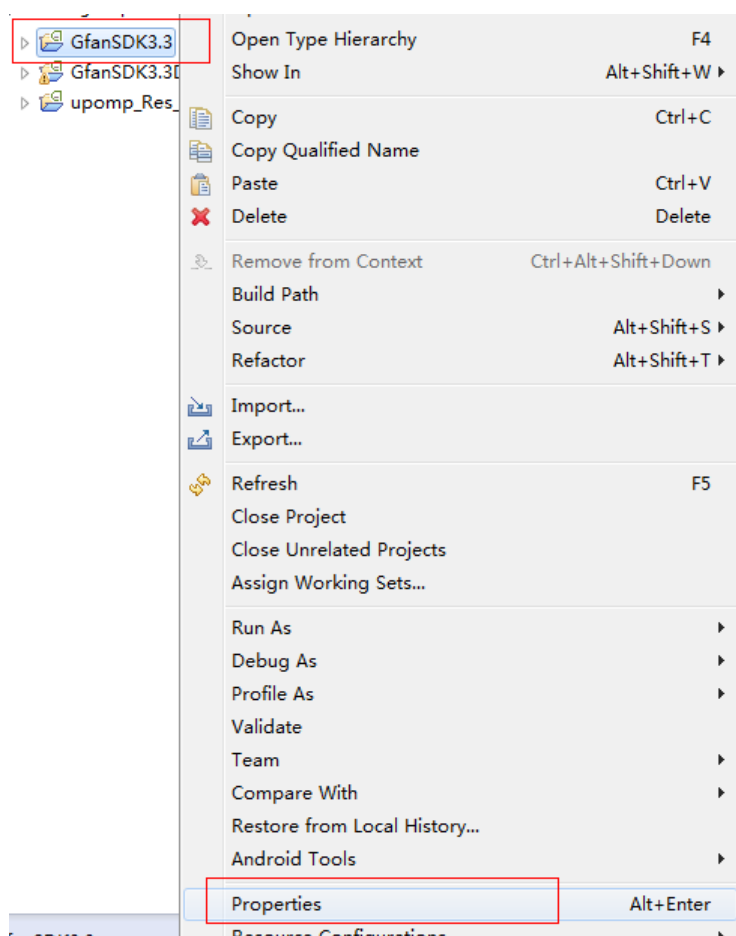 GfanSDK3.3
GfanSDK3.3D
upomp_Res_
Open Type Hierarchy F4
Show In Alt+Shift+W
Copy Ctrl+C
Copy Qualified Name
Paste Ctrl+V
Delete Delete
Remove from Context Ctrl+Alt+Shift+Down
Build Path
Source Alt+Shift+S
Refactor Alt+Shift+T
Import...
Export...
Refresh F5
Close Project
Close Unrelated Projects
Assign Working Sets...
Run As
Debug As
Profile As
Validate
Team
Compare With
Restore from Local History...
Android Tools
Properties Alt+Enter
Resource Configurations